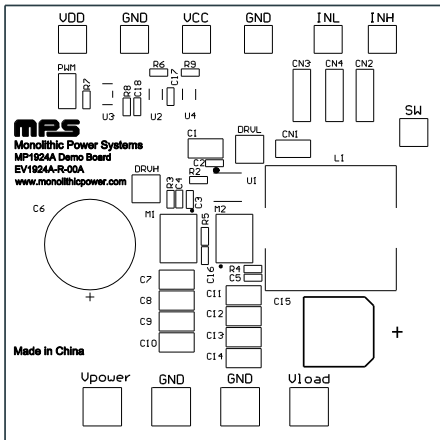 VDD GND VCC GND INL INH
PWM
R7
U3
R8
C18
R6
C17
R9
U2
U4
CN3 CN4 CN2
SW
MPS
Monolithic Power Systems
MP1924A Demo Board
EV1924A-R-00A
www.monolithicpower.com
C1
DRVL
CN1
C2
R2
U1
L1
DRVH
R3
C4
C3
C6
M1
R5
M2
C16
R4
C5
C7
C8
C9
C10
C11
C12
C13
C14
C15
+
+
Made in China
Vpower GND GND Vload